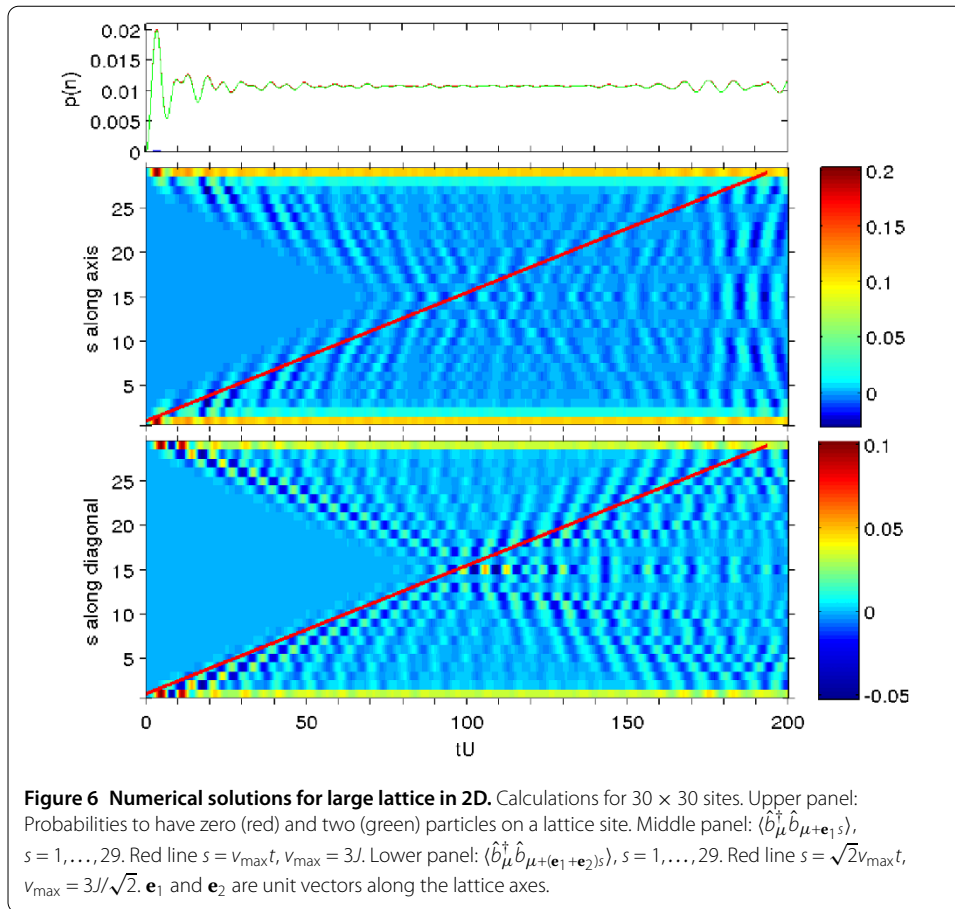 0.02
0.015
0.01
0.005
0
p(n)
25
20
15
10
5
s along axis
0.2
0.1
0
25
20
15
10
5
s along diagonal
0.1
0.05
0
-0.05
0 50 100 150 200
tU
Figure 6 Numerical solutions for large lattice in 2D. Calculations for 30 × 30 sites. Upper panel:
Probabilities to have zero (red) and two (green) particles on a lattice site. Middle panel: ⟨b̂†μ b̂μ+e₁s⟩,
s = 1,...,29. Red line s = vmaxt, vmax = 3J. Lower panel: ⟨b̂†μ b̂μ+(e₁+e₂)s⟩, s = 1,...,29. Red line s = √2vmaxt,
vmax = 3J/√2. e₁ and e₂ are unit vectors along the lattice axes.